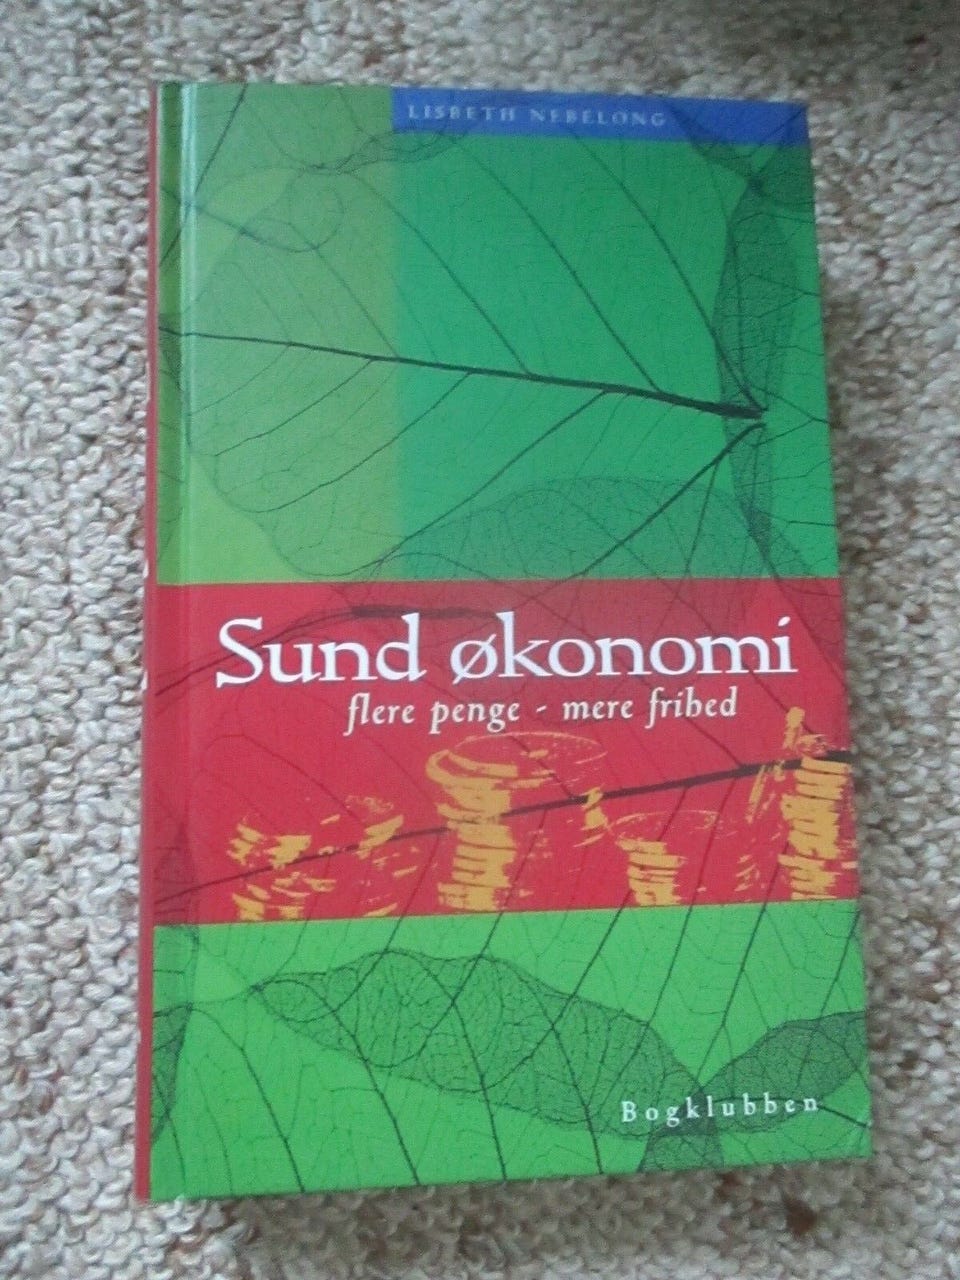 LISBETH NEBELONG
Sund økonomi
flere penge - mere frihed
Bogklubben